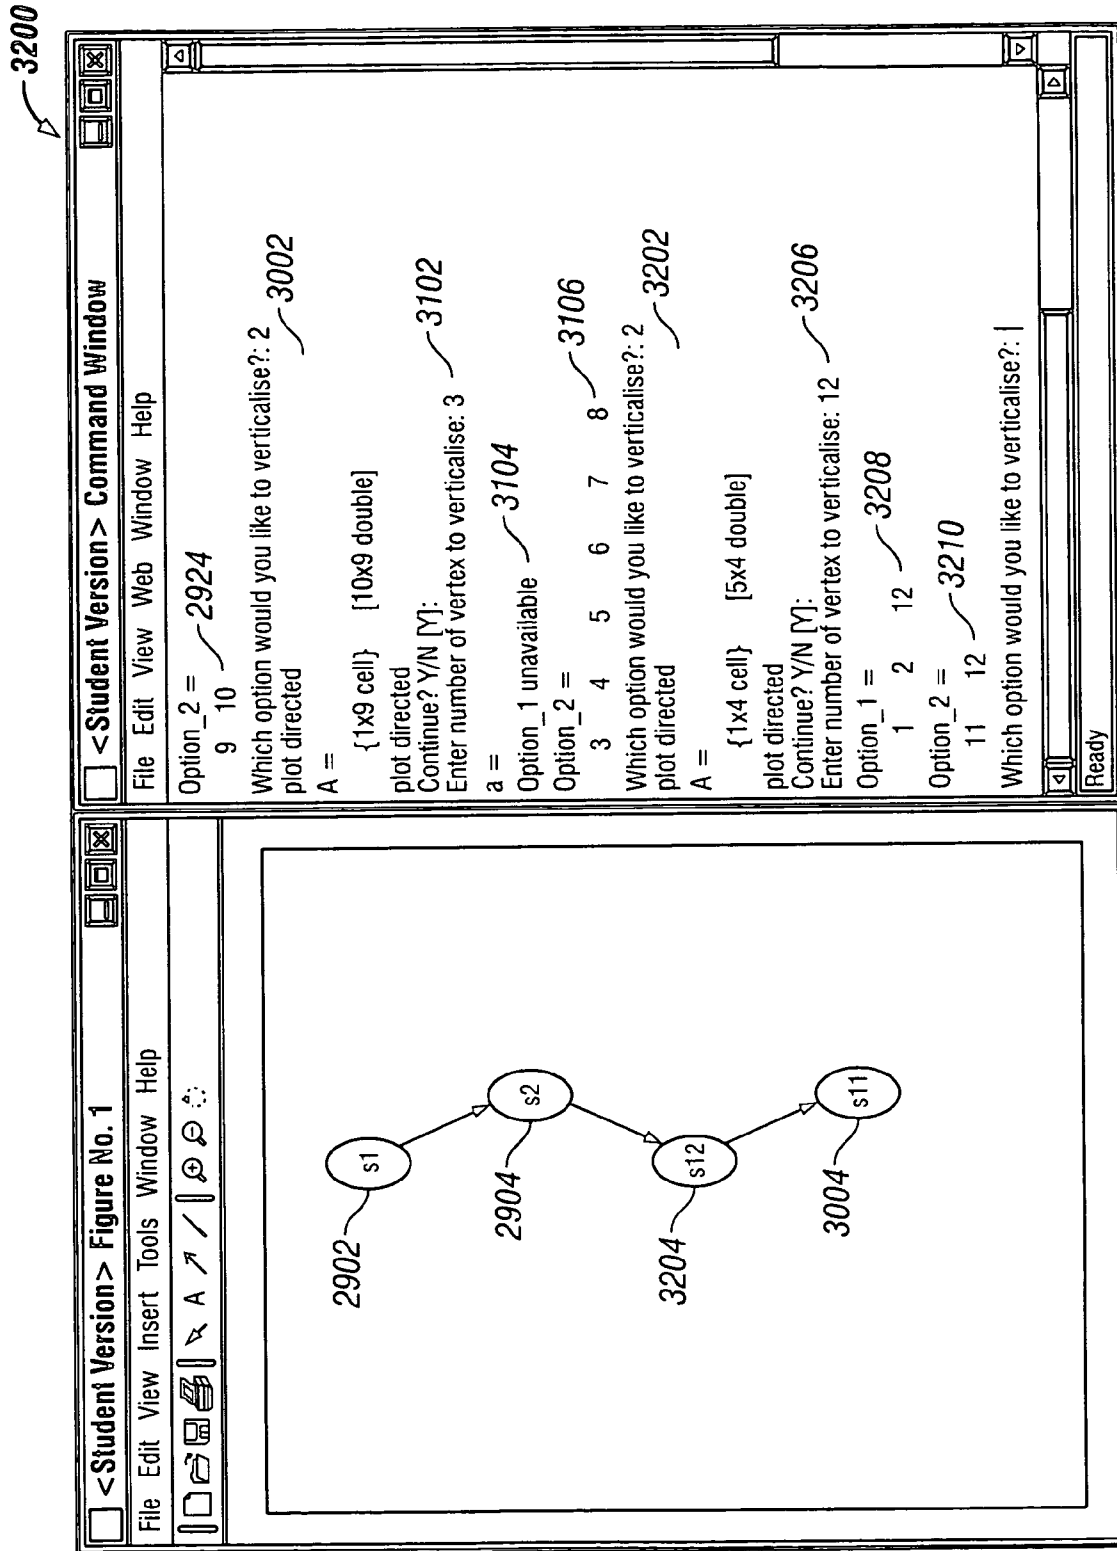 3200
<Student Version> Figure No. 1
File Edit View Insert Tools Window Help
A
s1
2902
s2
2904
s12
3204
s11
3004
<Student Version> Command Window
File Edit View Web Window Help
Option_2 =
9 10 2924
Which option would you like to verticalise?: 2
plot directed 3002
A =
{1x9 cell} [10x9 double]
plot directed
Continue? Y/N [Y]:
Enter number of vertex to verticalise: 3 3102
a =
Option_1 unavailable 3104
Option_2 =
3 4 5 6 7 8 3106
Which option would you like to verticalise?: 2
plot directed 3202
A =
{1x4 cell} [5x4 double]
plot directed
Continue? Y/N [Y]:
Enter number of vertex to verticalise: 12 3206
Option_1 =
1 2 12 3208
Option_2 =
11 12 3210
Which option would you like to verticalise?: |
Ready